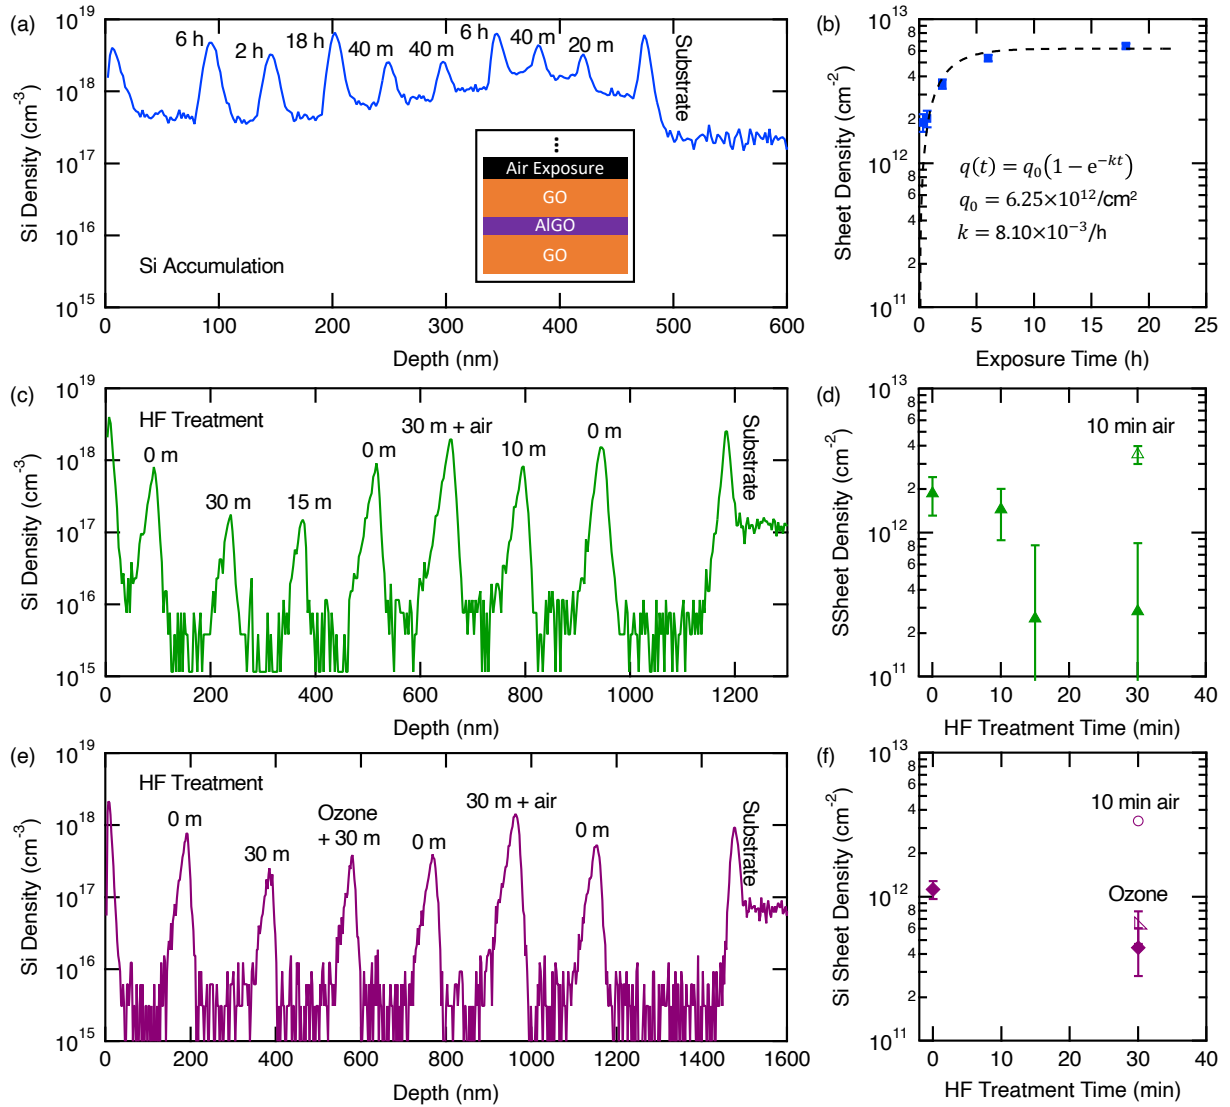 (a)
10^19
10^18
10^17
10^16
10^15
Si Density (cm^-3)
6 h
2 h
18 h
40 m
40 m
6 h
40 m
20 m
Substrate
⋮
Air Exposure
GO
AlGO
GO
Si Accumulation
0
100
200
300
400
500
600
Depth (nm)
(b)
10^13
8
6
4
2
10^12
8
6
4
2
10^11
Sheet Density (cm^-2)
q(t) = q_0(1 − e^-kt)
q_0 = 6.25×10^12/cm^2
k = 8.10×10^-3/h
0
5
10
15
20
25
Exposure Time (h)
(c)
10^19
10^18
10^17
10^16
10^15
Si Density (cm^-3)
HF Treatment
0 m
30 m
15 m
0 m
30 m + air
10 m
0 m
Substrate
0
200
400
600
800
1000
1200
Depth (nm)
(d)
10^13
8
6
4
2
10^12
8
6
4
2
10^11
SSheet Density (cm^-2)
10 min air
0
10
20
30
40
HF Treatment Time (min)
(e)
10^19
10^18
10^17
10^16
10^15
Si Density (cm^-3)
HF Treatment
0 m
30 m
Ozone
+ 30 m
0 m
30 m + air
0 m
Substrate
0
200
400
600
800
1000
1200
1400
1600
Depth (nm)
(f)
10^13
8
6
4
2
10^12
8
6
4
2
10^11
Si Sheet Density (cm^-2)
10 min air
Ozone
0
10
20
30
40
HF Treatment Time (min)